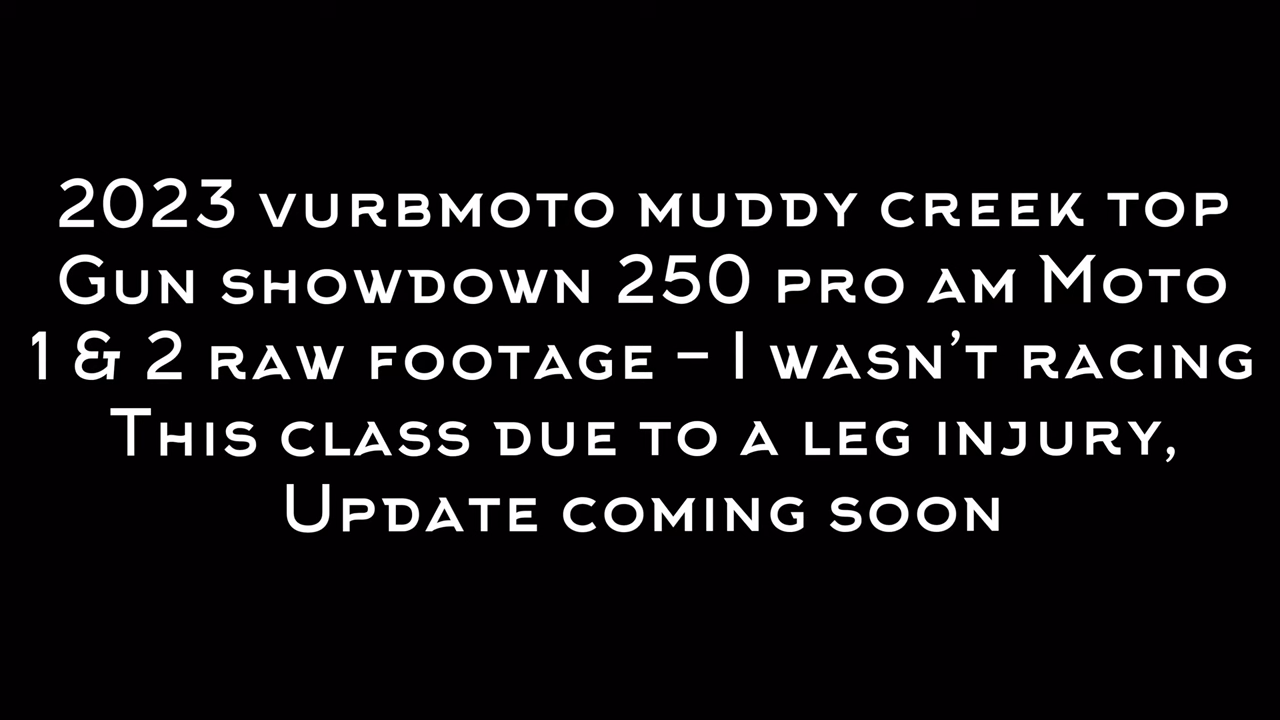 2023 vurbmoto muddy creek top
Gun showdown 250 pro am Moto
1 & 2 raw footage – I wasn't racing
This class due to a leg injury,
Update coming soon